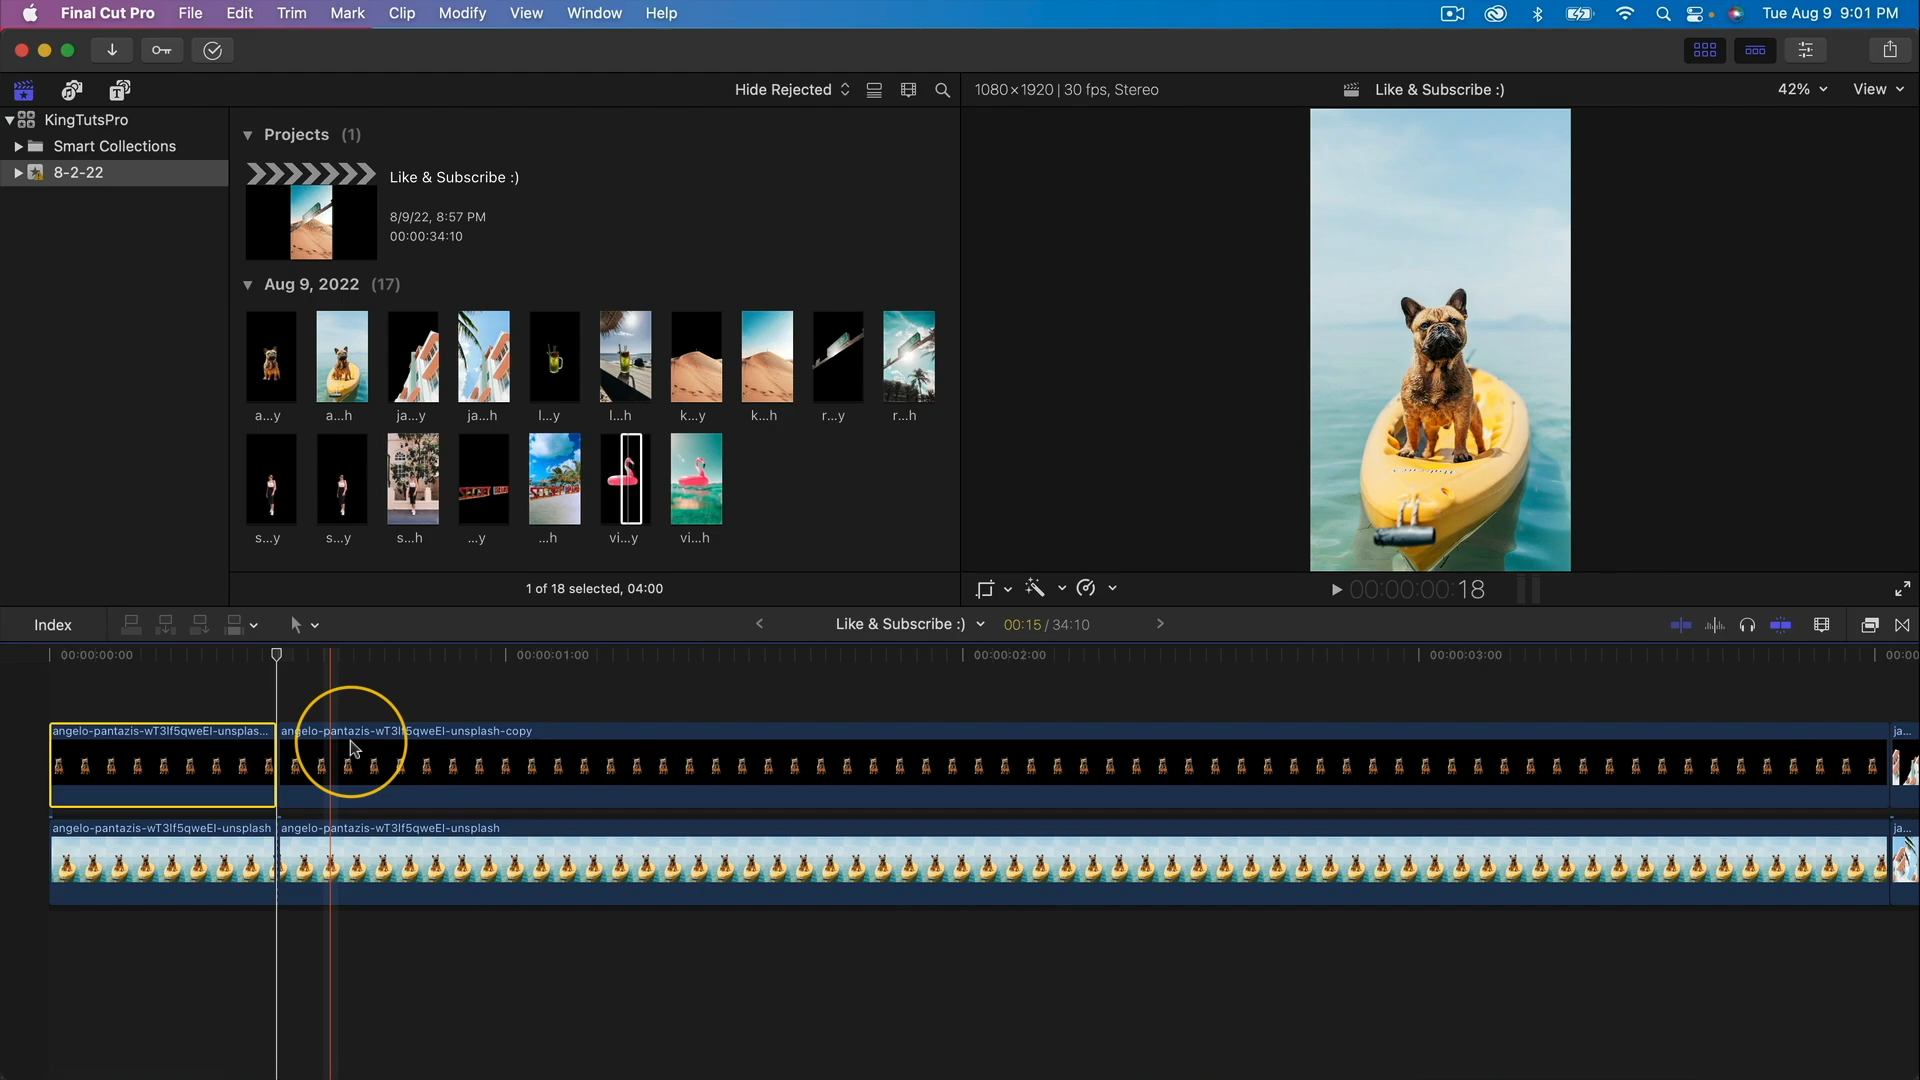 Final Cut Pro File Edit Trim Mark Clip Modify View Window Help Tue Aug 9 9:01 PM
Hide Rejected
1080×1920 | 30 fps, Stereo Like & Subscribe :) 42% View
KingTutsPro
Smart Collections
8-2-22
Projects (1)
Like & Subscribe :)
8/9/22, 8:57 PM
00:00:34:10
Aug 9, 2022 (17)
a...y a...h ja...y ja...h l...y l...h k...y k...h r...y r...h
s...y s...y s...h ...y ...h vi...y vi...h
1 of 18 selected, 04:00
00:00:00:18
Index
Like & Subscribe :) 00:15 / 34:10
00:00:00:00 00:00:01:00 00:00:02:00 00:00:03:00 00:00
angelo-pantazis-wT3If5qweEI-unsplas... angelo-pantazis-wT3If5qweEI-unsplash-copy ja...
angelo-pantazis-wT3If5qweEI-unsplash angelo-pantazis-wT3If5qweEI-unsplash ja...